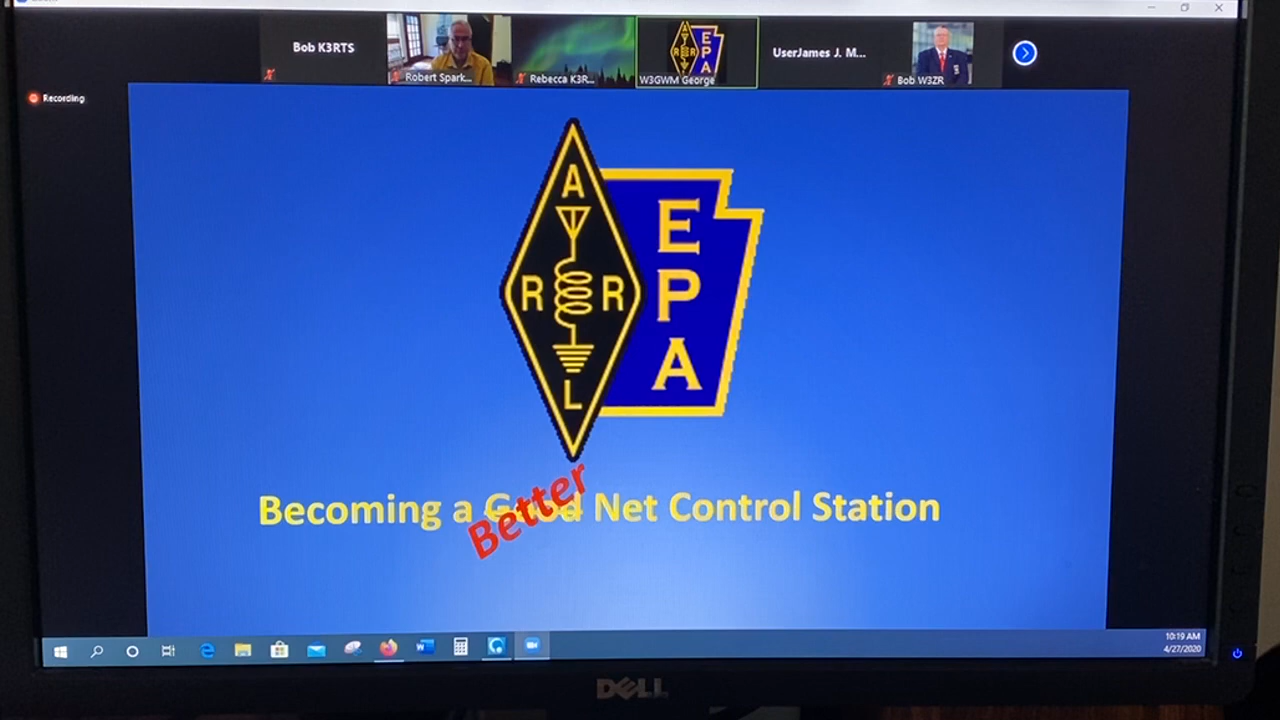 Bob K3RTS
Robert Spark...
Rebecca K3R...
W3GWM George
UserJames J. M...
Bob W3ZR
Recording
A
R R
L
E
P
A
A
R R
L
E
P
A
Becoming a Good Net Control Station
Better
10:19 AM
4/27/2020
DELL